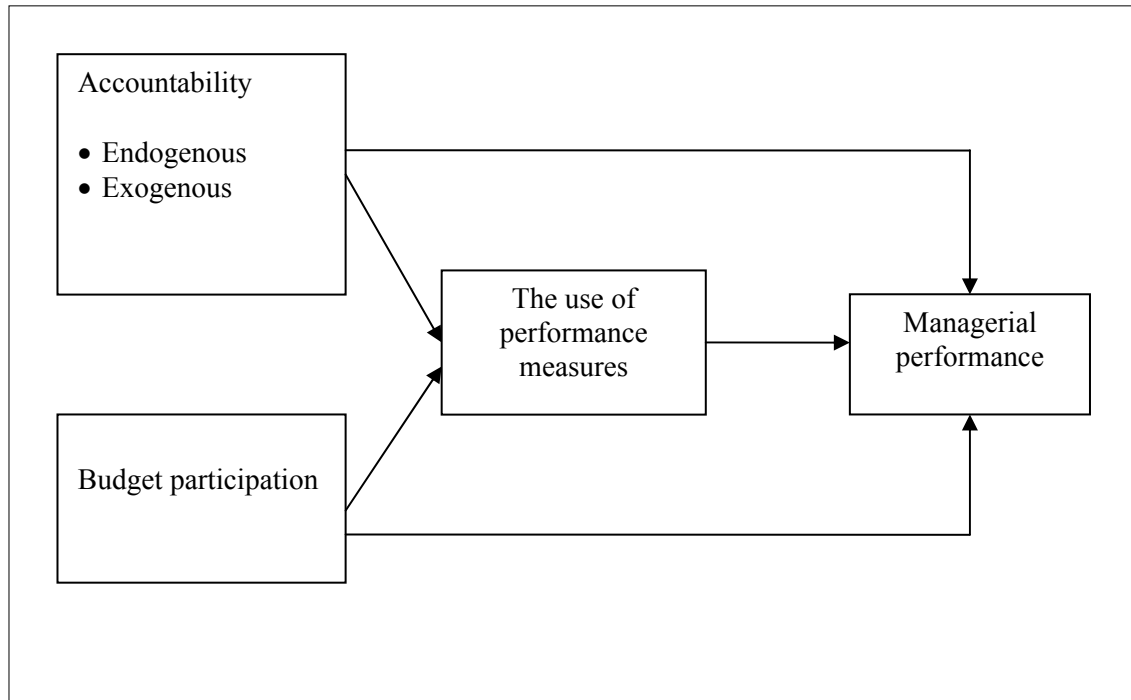 Accountability
• Endogenous
• Exogenous
The use of
performance
measures
Managerial
performance
Budget participation